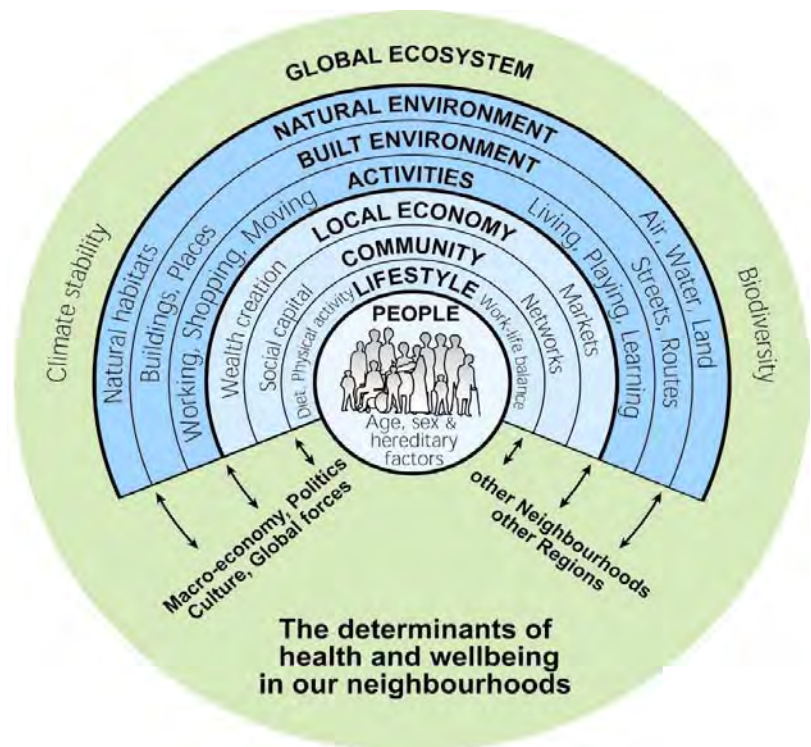 GLOBAL ECOSYSTEM
NATURAL ENVIRONMENT
BUILT ENVIRONMENT
ACTIVITIES
LOCAL ECONOMY
COMMUNITY
LIFESTYLE
PEOPLE
Age, sex &
hereditary
factors
Climate stability
Natural habitats
Buildings, Places
Working, Shopping, Moving
Wealth creation
Social capital
Diet, Physical activity
Work-life balance
Networks
Markets
Living, Playing, Learning
Streets, Routes
Air, Water, Land
Biodiversity
Macro-economy, Politics
Culture, Global forces
other Neighbourhoods
other Regions
The determinants of
health and wellbeing
in our neighbourhoods